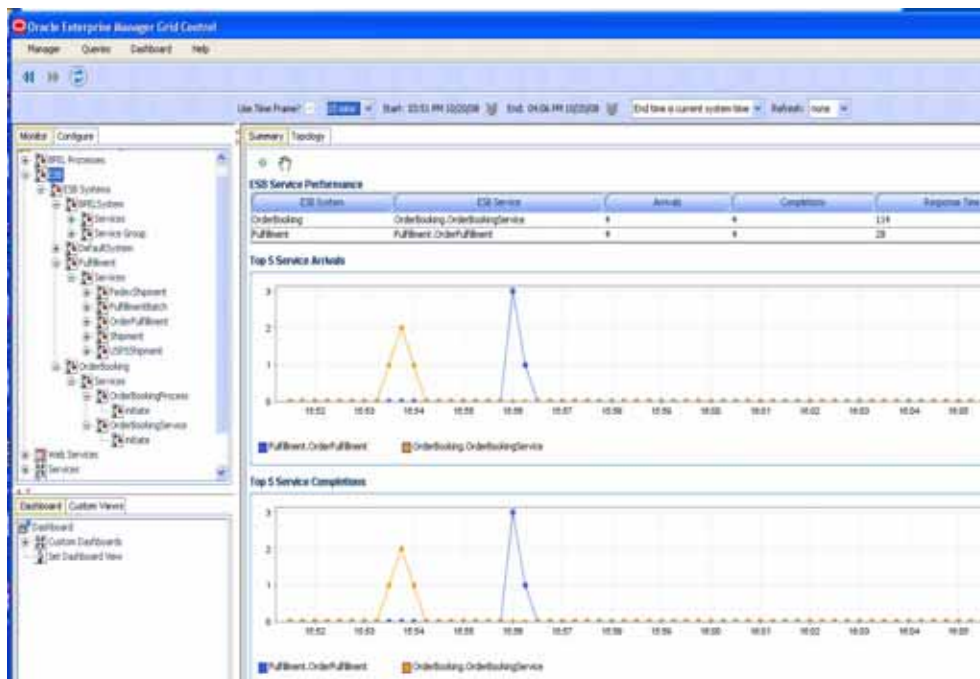 Oracle Enterprise Manager Grid Control
Manager Queries Dashboard Help
Use Time Frame? Start: End: End time is current system time Refresh: none
Monitor Configure
BPEL Processes
ESB
ESB Systems
BPELSystem
Services
Service Group
DefaultSystem
Fulfillment
Services
FedexShipment
FulfillmentBatch
OrderFulfillment
Shipment
USPSShipment
OrderBooking
Services
OrderBookingProcess
initiate
OrderBookingService
initiate
Web Services
Services
Dashboard Custom Views
Dashboard
Custom Dashboards
Set Dashboard View
Summary Topology
ESB Service Performance
ESB System ESB Service Arrivals Completions Response Time
OrderBooking OrderBooking.OrderBookingService 4 4 134
Fulfillment Fulfillment.OrderFulfillment 4 4 28
Top 5 Service Arrivals
3
2
1
0
15:52 15:53 15:54 15:55 15:56 15:57 15:58 15:59 16:00 16:01 16:02 16:03 16:04 16:05
Fulfillment.OrderFulfillment OrderBooking.OrderBookingService
Top 5 Service Completions
3
2
1
0
15:52 15:53 15:54 15:55 15:56 15:57 15:58 15:59 16:00 16:01 16:02 16:03 16:04 16:05
Fulfillment.OrderFulfillment OrderBooking.OrderBookingService